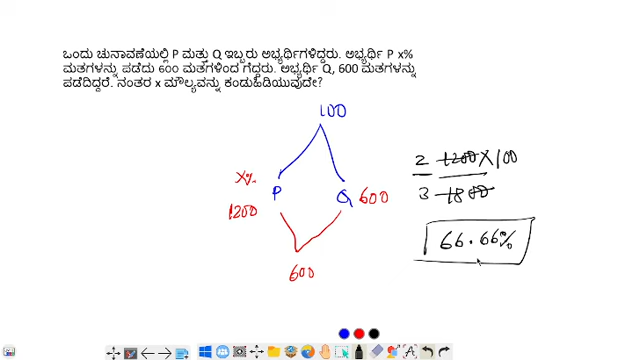 ಒಂದು ಚುನಾವಣೆಯಲ್ಲಿ P ಮತ್ತು Q ಇಬ್ಬರು ಅಭ್ಯರ್ಥಿಗಳಿದ್ದರು. ಅಭ್ಯರ್ಥಿ P x%
ಮತಗಳನ್ನು ಪಡೆದು 600 ಮತಗಳಿಂದ ಗೆದ್ದರು. ಅಭ್ಯರ್ಥಿ Q, 600 ಮತಗಳನ್ನು
ಪಡೆದಿದ್ದರೆ. ನಂತರ x ಮೌಲ್ಯವನ್ನು ಕಂಡುಹಿಡಿಯುವುದೇ?
100
X%
P
Q 600
1200
600
2 1200 X 100
3 1800
66.66%